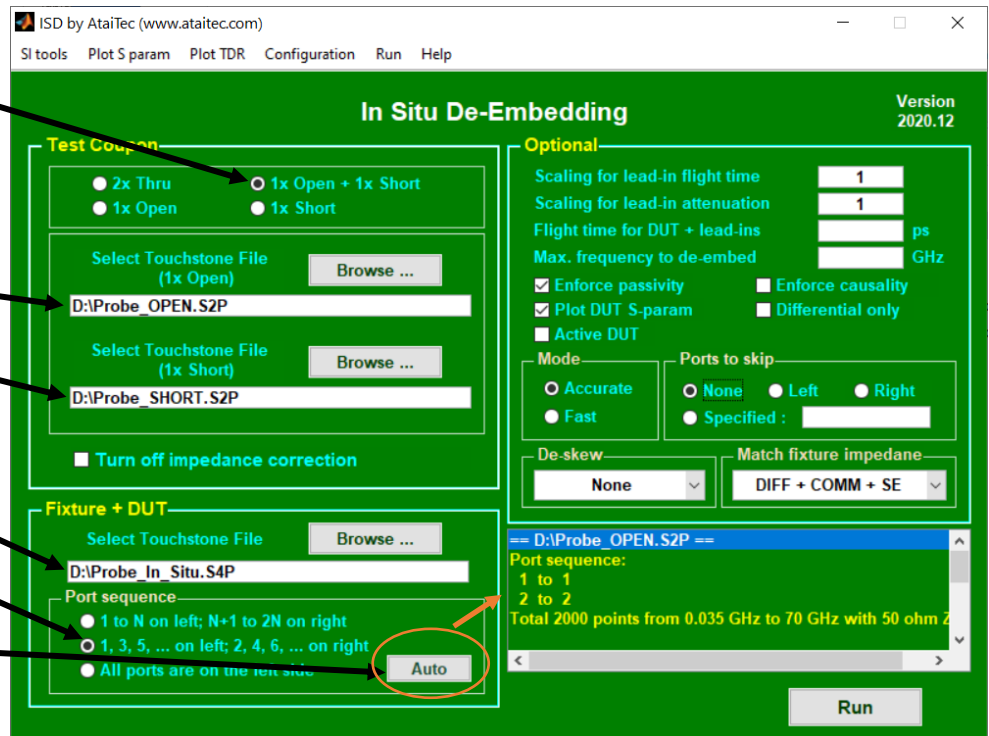 ISD by AtaiTec (www.ataitec.com)
SI tools Plot S param Plot TDR Configuration Run Help
In Situ De-Embedding
Version
2020.12
Test Coupon
2x Thru
1x Open + 1x Short
1x Open
1x Short
Select Touchstone File
(1x Open)
Browse ...
D:\Probe_OPEN.S2P
Select Touchstone File
(1x Short)
Browse ...
D:\Probe_SHORT.S2P
Turn off impedance correction
Fixture + DUT
Select Touchstone File
Browse ...
D:\Probe_In_Situ.S4P
Port sequence
1 to N on left; N+1 to 2N on right
1, 3, 5, ... on left; 2, 4, 6, ... on right
All ports are on the left side
Auto
Optional
Scaling for lead-in flight time 1
Scaling for lead-in attenuation 1
Flight time for DUT + lead-ins ps
Max. frequency to de-embed GHz
Enforce passivity
Enforce causality
Plot DUT S-param
Differential only
Active DUT
Mode
Accurate
Fast
Ports to skip
None Left Right
Specified :
De-skew
None
Match fixture impedane
DIFF + COMM + SE
== D:\Probe_OPEN.S2P ==
Port sequence:
1 to 1
2 to 2
Total 2000 points from 0.035 GHz to 70 GHz with 50 ohm Z
Run